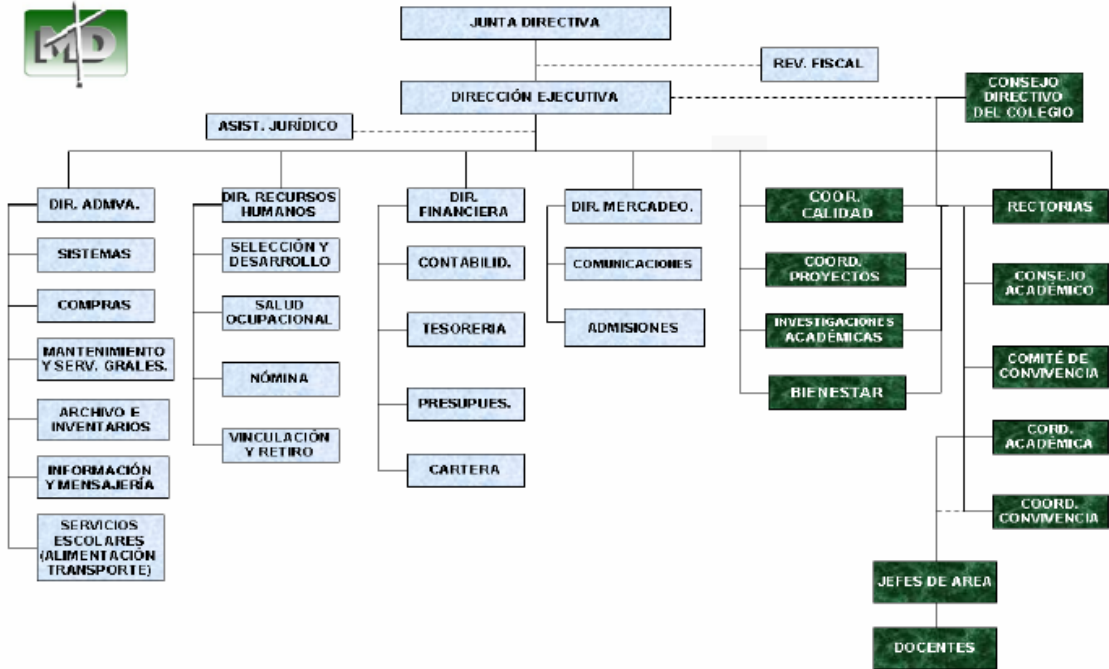 MD
JUNTA DIRECTIVA
REV. FISCAL
DIRECCIÓN EJECUTIVA
CONSEJO
DIRECTIVO
DEL COLEGIO
ASIST. JURÍDICO
DIR. ADMVA.
SISTEMAS
COMPRAS
MANTENIMIENTO
Y SERV. GRALES.
ARCHIVO E
INVENTARIOS
INFORMACIÓN
Y MENSAJERÍA
SERVICIOS
ESCOLARES
(ALIMENTACIÓN
TRANSPORTE)
DIR. RECURSOS
HUMANOS
SELECCIÓN Y
DESARROLLO
SALUD
OCUPACIONAL
NÓMINA
VINCULACIÓN
Y RETIRO
DIR.
FINANCIERA
CONTABILID.
TESORERIA
PRESUPUES.
CARTERA
DIR. MERCADEO.
COMUNICACIONES
ADMISIONES
COOR.
CALIDAD
COORD.
PROYECTOS
INVESTIGACIONES
ACADÉMICAS
BIENESTAR
RECTORIAS
CONSEJO
ACADÉMICO
COMITÉ DE
CONVIVENCIA
CORD.
ACADÉMICA
COORD.
CONVIVENCIA
JEFES DE AREA
DOCENTES